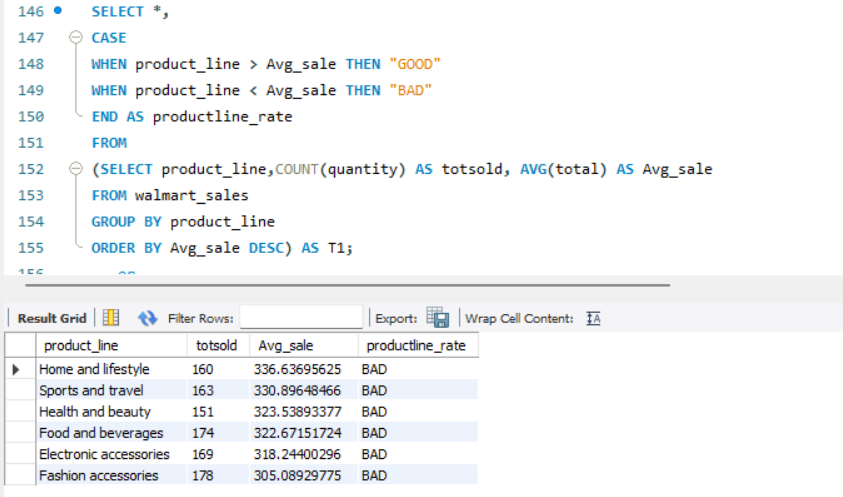 146 SELECT *,
147 CASE
148 WHEN product_line > Avg_sale THEN "GOOD"
149 WHEN product_line < Avg_sale THEN "BAD"
150 END AS productline_rate
151 FROM
152 (SELECT product_line,COUNT(quantity) AS totsold, AVG(total) AS Avg_sale
153 FROM walmart_sales
154 GROUP BY product_line
155 ORDER BY Avg_sale DESC) AS T1;
156
Result Grid Filter Rows: Export: Wrap Cell Content:
product_line totsold Avg_sale productline_rate
Home and lifestyle 160 336.63695625 BAD
Sports and travel 163 330.89648466 BAD
Health and beauty 151 323.53893377 BAD
Food and beverages 174 322.67151724 BAD
Electronic accessories 169 318.24400296 BAD
Fashion accessories 178 305.08929775 BAD